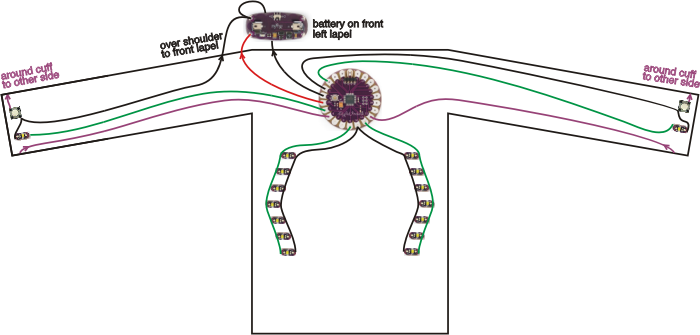 battery on front
left lapel
over shoulder
to front lapel
around cuff
to other side
around cuff
to other side